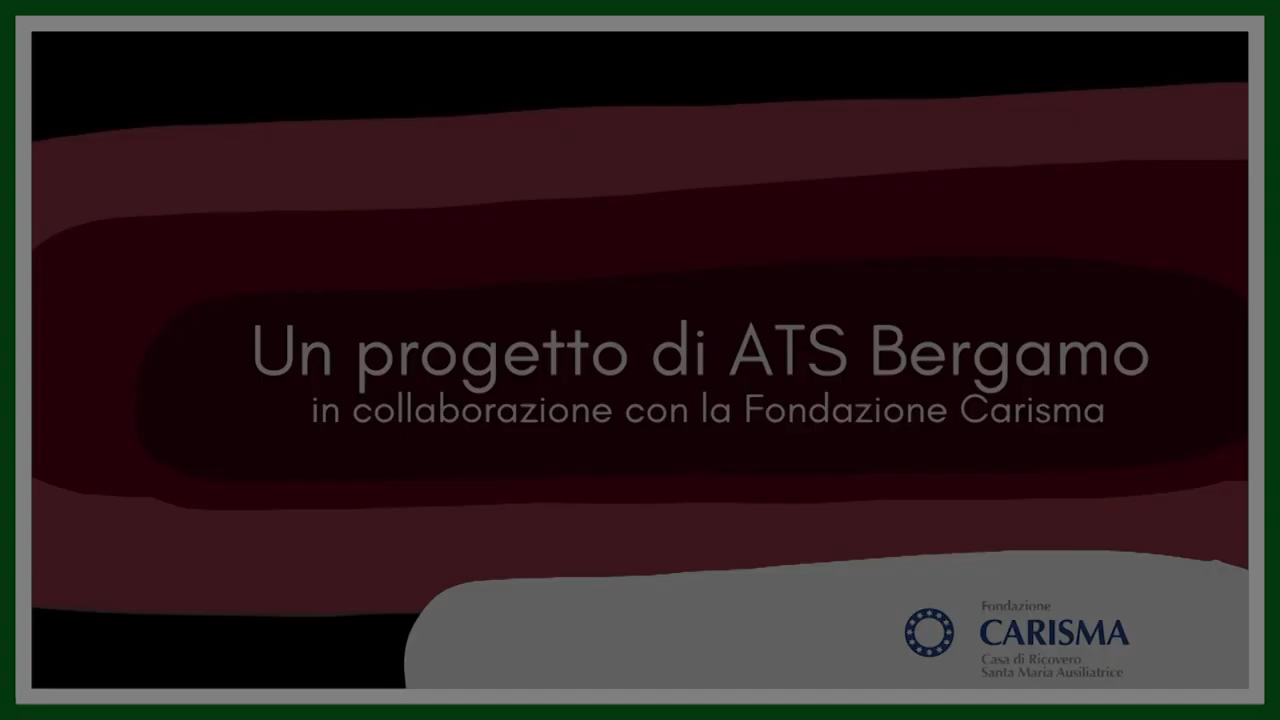 Un progetto di ATS Bergamo
in collaborazione con la Fondazione Carisma
Fondazione
CARISMA
Casa di Ricovero
Santa Maria Ausiliatrice